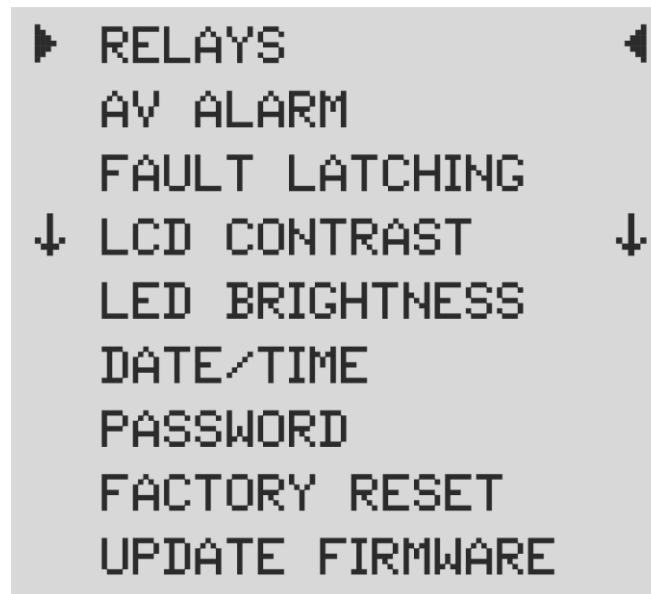 RELAYS
AV ALARM
FAULT LATCHING
↓ LCD CONTRAST ↓
LED BRIGHTNESS
DATE/TIME
PASSWORD
FACTORY RESET
UPDATE FIRMWARE